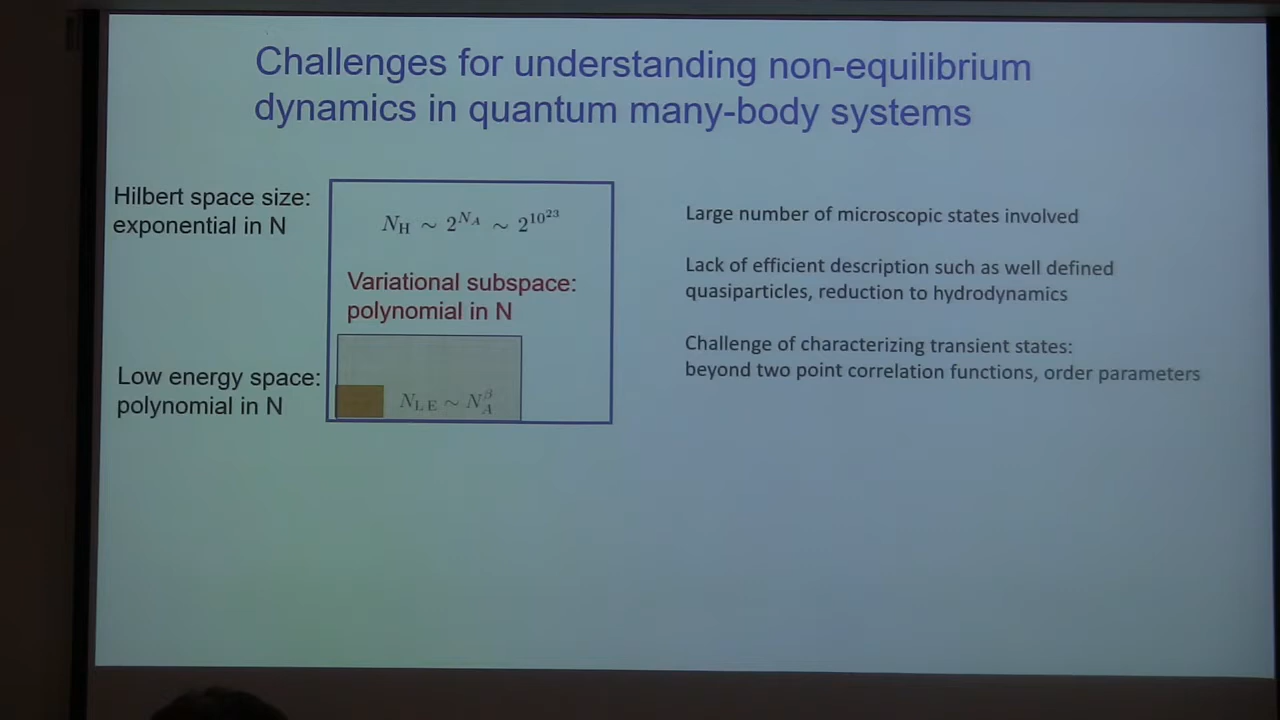 Challenges for understanding non-equilibrium
dynamics in quantum many-body systems
Hilbert space size:
exponential in N
N_H ~ 2^{N_A} ~ 2^{10^{23}}
Variational subspace:
polynomial in N
Low energy space:
polynomial in N
N_{LE} ~ N_A^β
Large number of microscopic states involved
Lack of efficient description such as well defined
quasiparticles, reduction to hydrodynamics
Challenge of characterizing transient states:
beyond two point correlation functions, order parameters